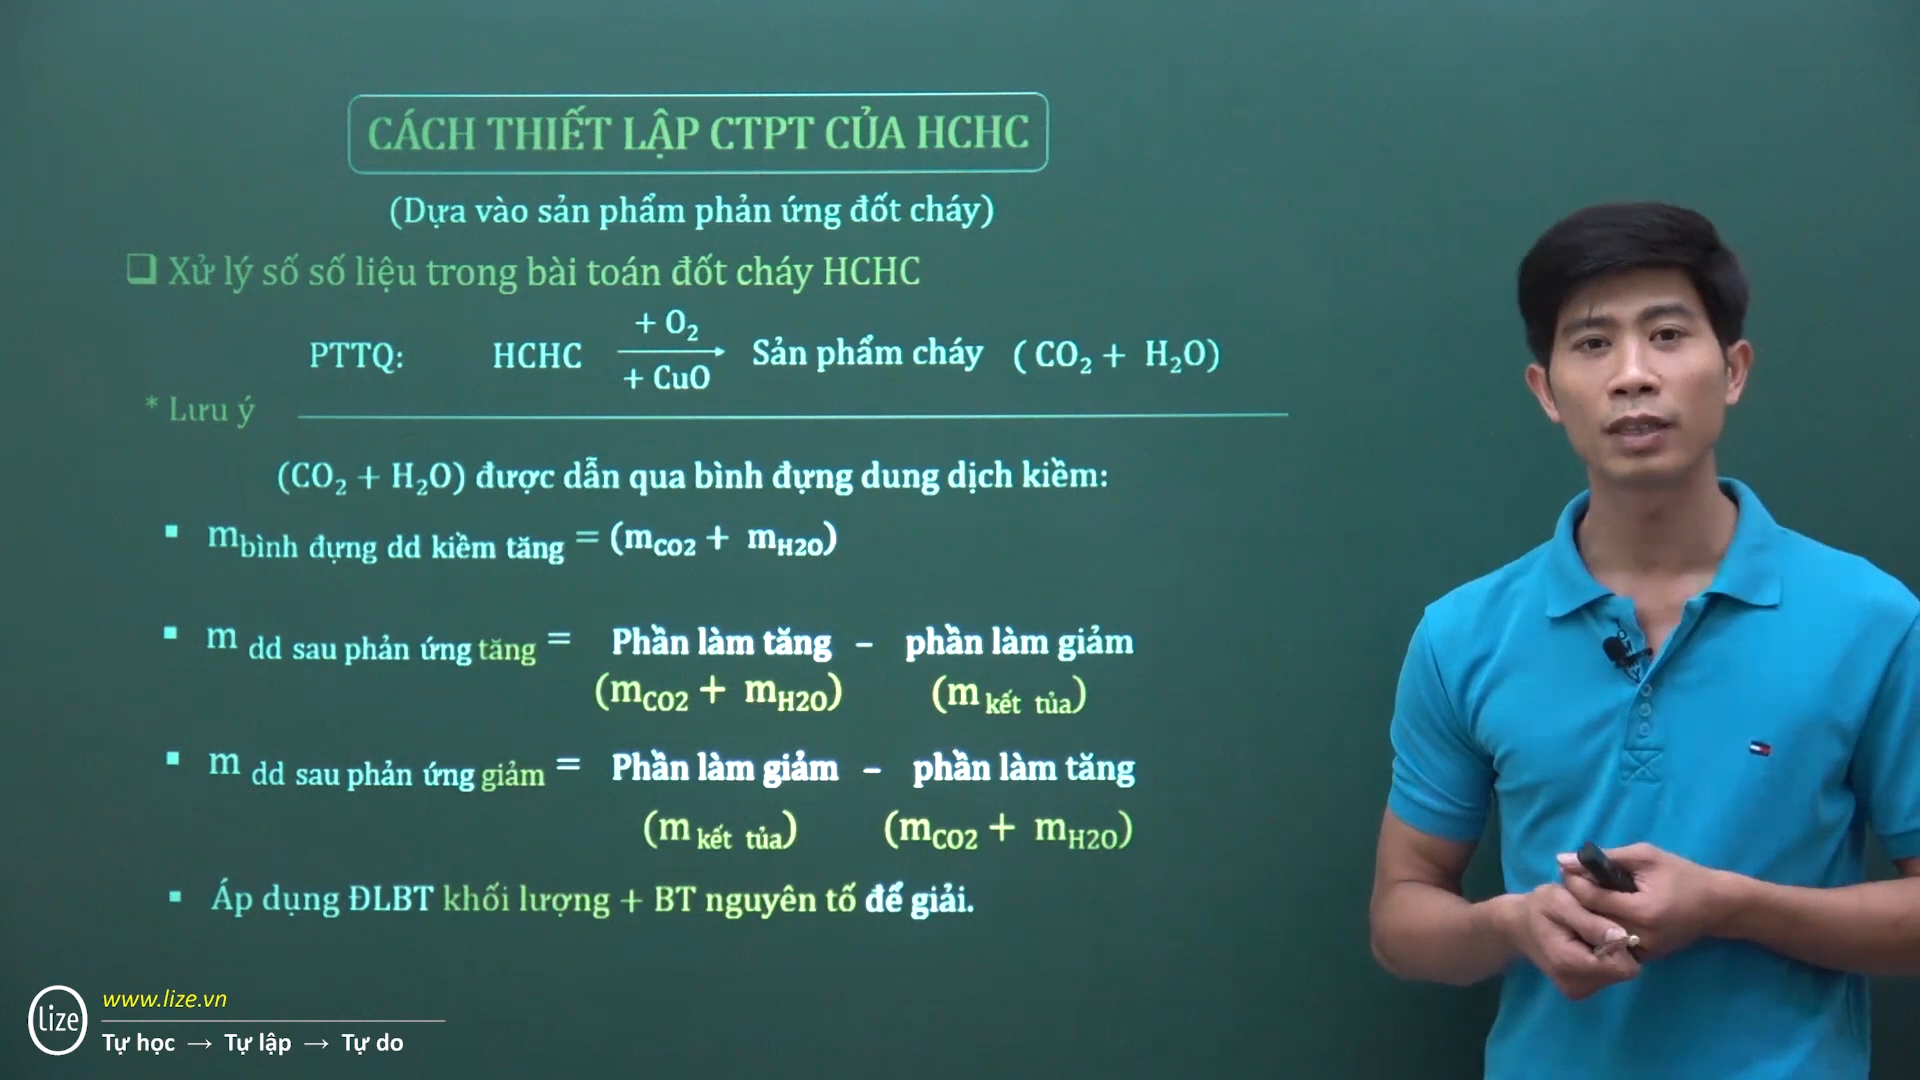 CÁCH THIẾT LẬP CTPT CỦA HCHC
(Dựa vào sản phẩm phản ứng đốt cháy)
❑ Xử lý số số liệu trong bài toán đốt cháy HCHC
PTTQ: HCHC + O₂ + CuO Sản phẩm cháy ( CO₂ + H₂O)
* Lưu ý
(CO₂ + H₂O) được dẫn qua bình đựng dung dịch kiềm:
▪ m bình đựng dd kiềm tăng = (mCO2 + mH2O)
▪ m dd sau phản ứng tăng = Phần làm tăng – phần làm giảm
(mCO2 + mH2O) (m kết tủa)
▪ m dd sau phản ứng giảm = Phần làm giảm – phần làm tăng
(m kết tủa) (mCO2 + mH2O)
▪ Áp dụng ĐLBT khối lượng + BT nguyên tố để giải.
lize www.lize.vn
Tự học → Tự lập → Tự do